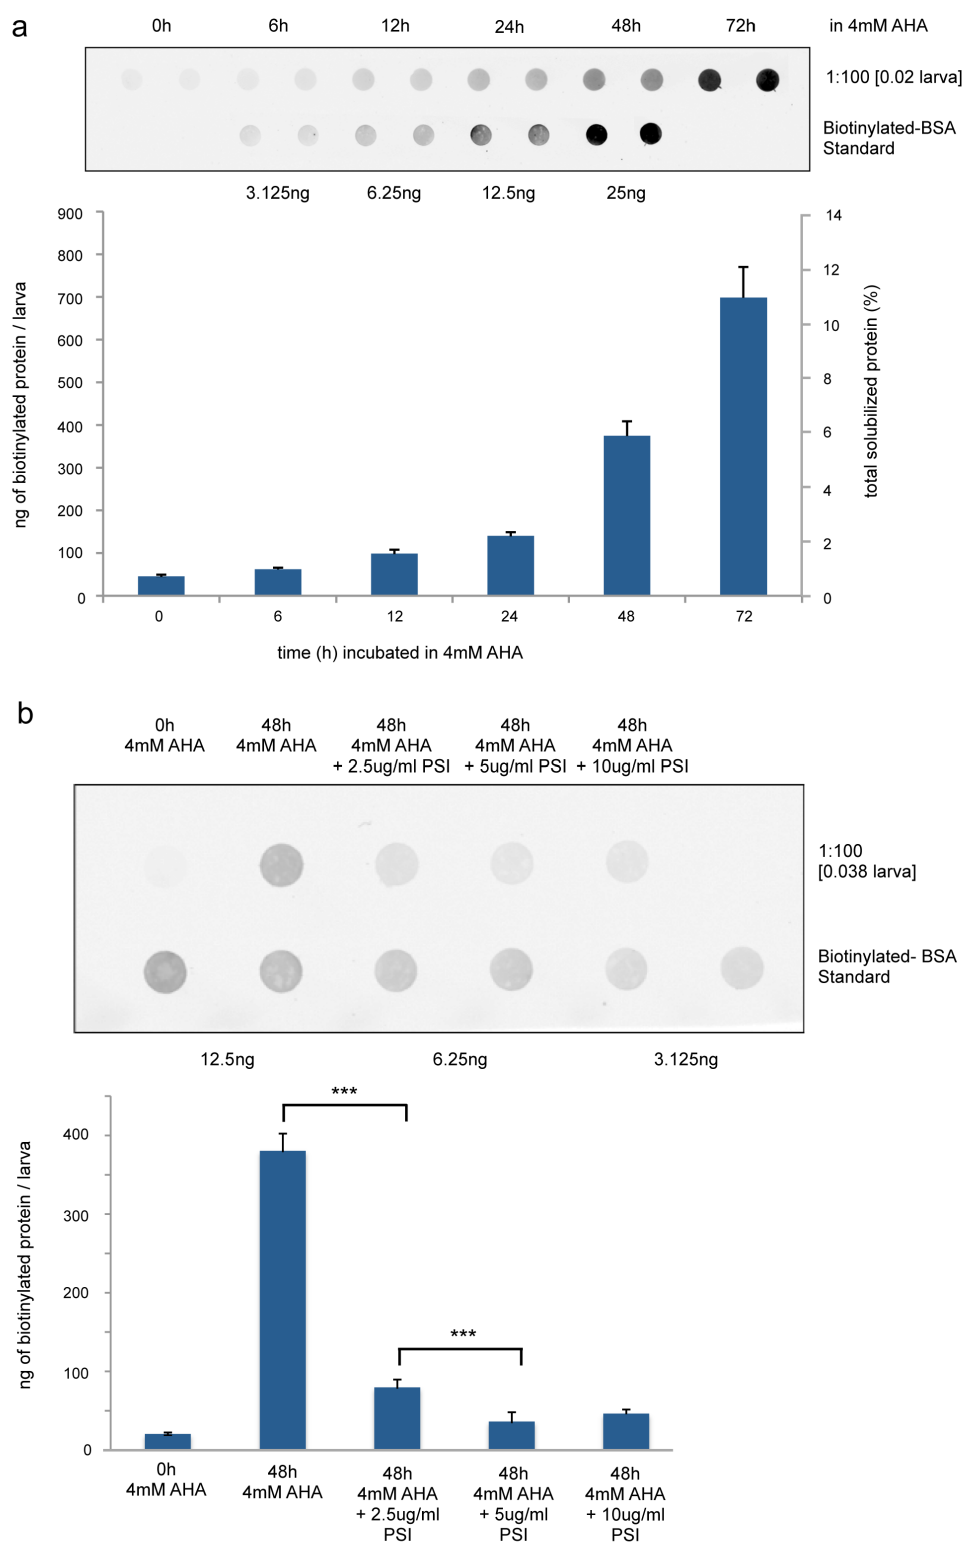 a
0h 6h 12h 24h 48h 72h in 4mM AHA
1:100 [0.02 larva]
Biotinylated-BSA
Standard
3.125ng 6.25ng 12.5ng 25ng
ng of biotinylated protein / larva
900
800
700
600
500
400
300
200
100
0
14
12
10
8
6
4
2
0
total solubilized protein (%)
0 6 12 24 48 72
time (h) incubated in 4mM AHA
b
0h
4mM AHA
48h
4mM AHA
48h
4mM AHA
+ 2.5ug/ml PSI
48h
4mM AHA
+ 5ug/ml PSI
48h
4mM AHA
+ 10ug/ml PSI
1:100
[0.038 larva]
Biotinylated- BSA
Standard
12.5ng 6.25ng 3.125ng
ng of biotinylated protein / larva
400
300
200
100
0
***
***
0h
4mM AHA
48h
4mM AHA
48h
4mM AHA
+ 2.5ug/ml
PSI
48h
4mM AHA
+ 5ug/ml
PSI
48h
4mM AHA
+ 10ug/ml
PSI